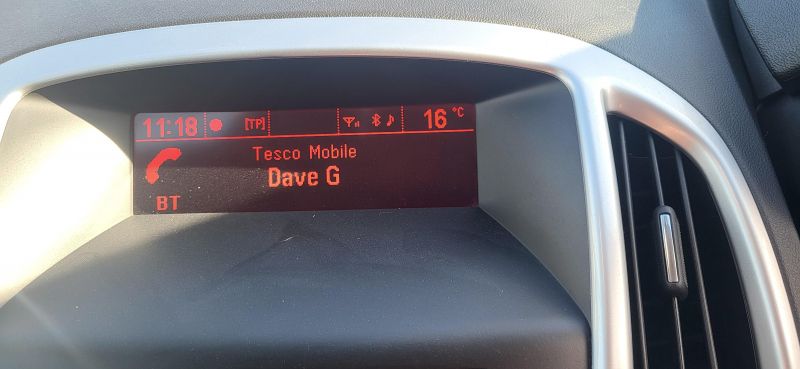 11:18 [TP] 16 °C
Tesco Mobile
Dave G
BT